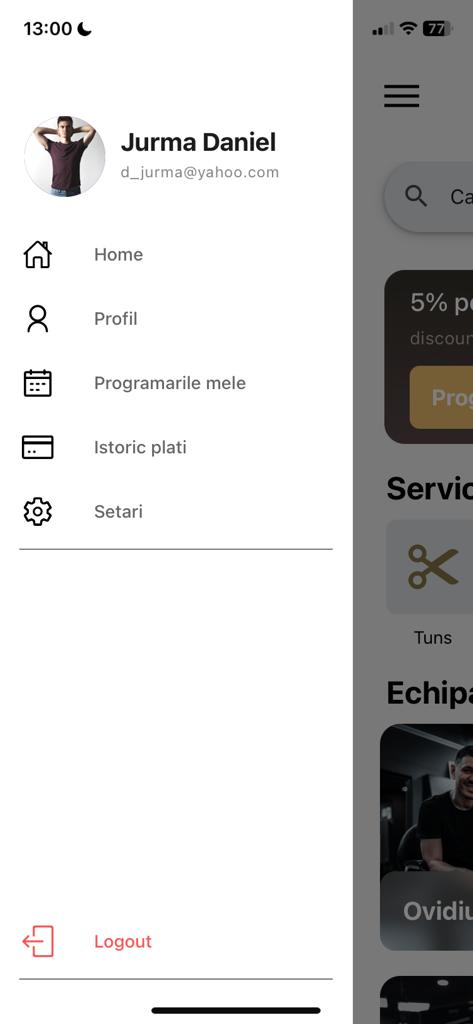 13:00
77
Jurma Daniel
d_jurma@yahoo.com
Home
Profil
Programarile mele
Istoric plati
Setari
Logout
Ca
5% p
discour
Prog
Servic
Tuns
Echipa
Ovidiu